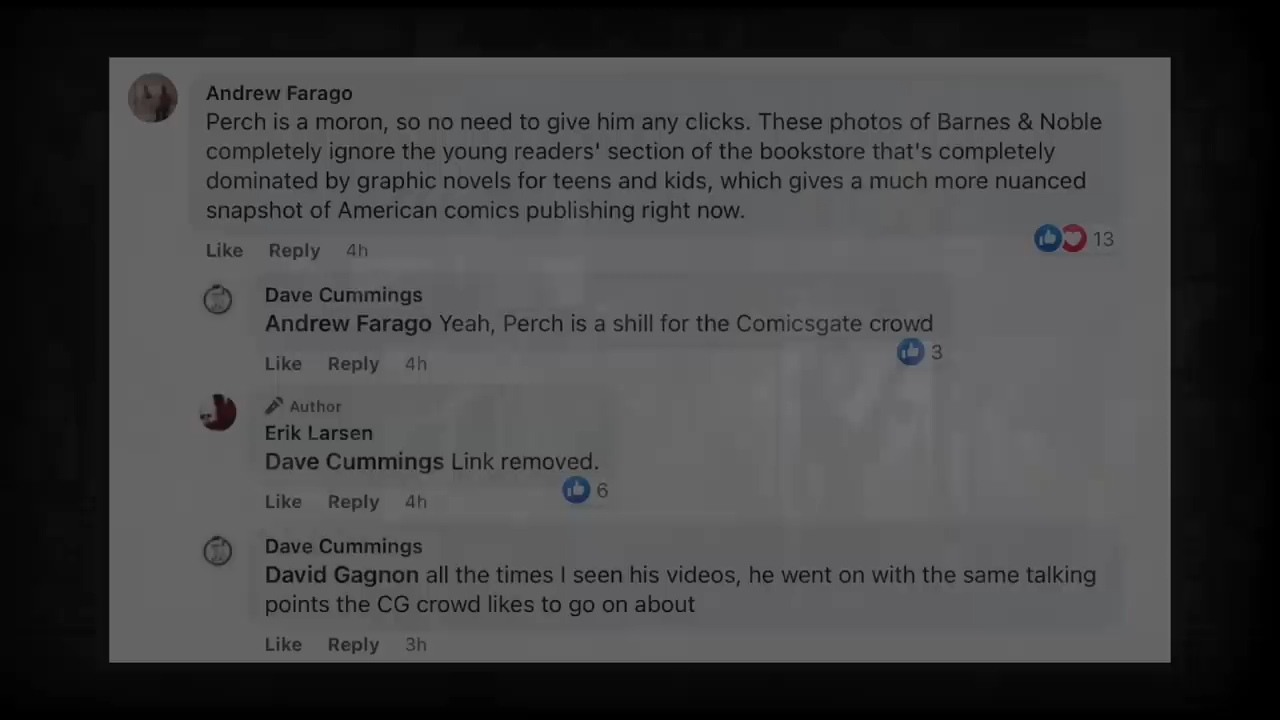 Andrew Farago
Perch is a moron, so no need to give him any clicks. These photos of Barnes & Noble
completely ignore the young readers' section of the bookstore that's completely
dominated by graphic novels for teens and kids, which gives a much more nuanced
snapshot of American comics publishing right now.
Like Reply 4h 13
Dave Cummings
Andrew Farago Yeah, Perch is a shill for the Comicsgate crowd
Like Reply 4h 3
Author
Erik Larsen
Dave Cummings Link removed.
Like Reply 4h 6
Dave Cummings
David Gagnon all the times I seen his videos, he went on with the same talking
points the CG crowd likes to go on about
Like Reply 3h